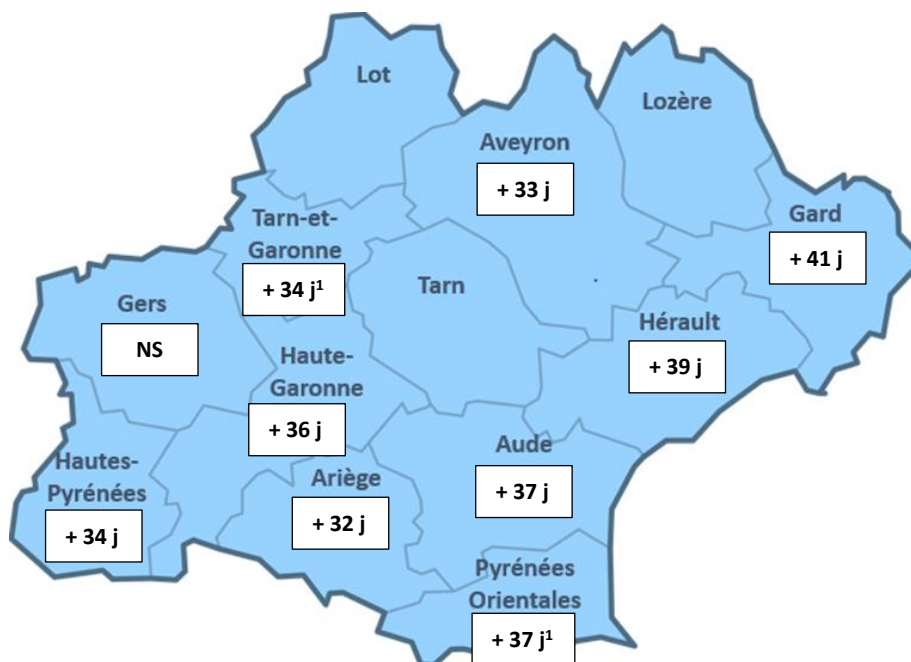 Lot
Lozère
Aveyron
+ 33 j
Gard
+ 41 j
Tarn-et-
Garonne
+ 34 j¹
Tarn
Gers
NS
Hérault
+ 39 j
Haute-
Garonne
+ 36 j
Aude
+ 37 j
Hautes-
Pyrénées
+ 34 j
Ariège
+ 32 j
Pyrénées
Orientales
+ 37 j¹